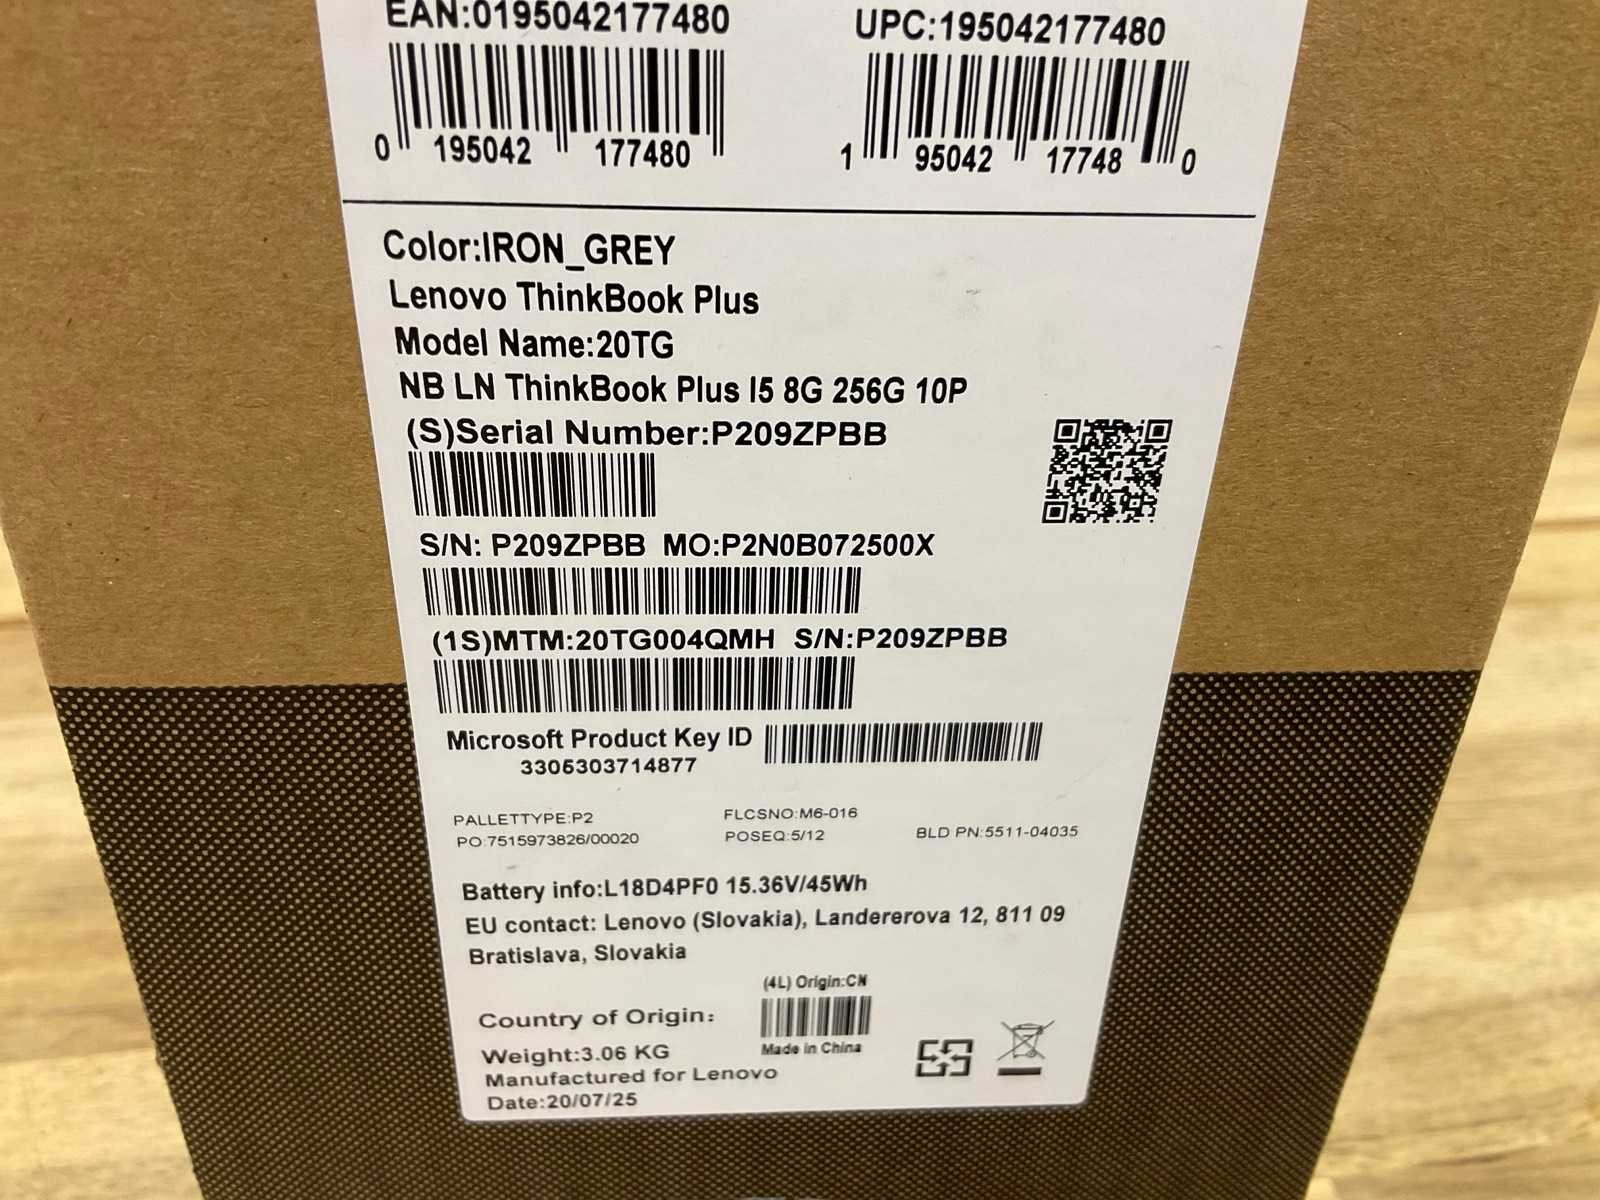 EAN:0195042177480 UPC:195042177480
0 195042 177480 1 95042 17748 0
Color:IRON_GREY
Lenovo ThinkBook Plus
Model Name:20TG
NB LN ThinkBook Plus I5 8G 256G 10P
(S)Serial Number:P209ZPBB
S/N: P209ZPBB MO:P2N0B072500X
(1S)MTM:20TG004QMH S/N:P209ZPBB
Microsoft Product Key ID
3305303714877
PALLETTYPE:P2 FLCSNO:M6-016
PO:7515973826/00020 POSEQ:5/12 BLD PN:5511-04035
Battery info:L18D4PF0 15.36V/45Wh
EU contact: Lenovo (Slovakia), Landererova 12, 811 09
Bratislava, Slovakia
(4L) Origin:CN
Country of Origin:
Made in China
Weight:3.06 KG
Manufactured for Lenovo
Date:20/07/25